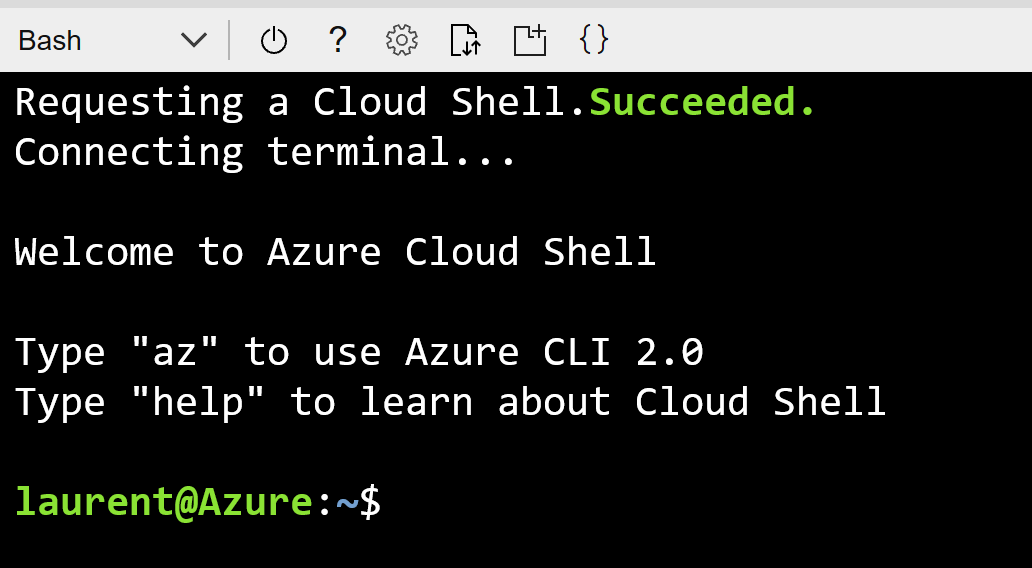 Bash ? {}
Requesting a Cloud Shell.Succeeded.
Connecting terminal...
Welcome to Azure Cloud Shell
Type "az" to use Azure CLI 2.0
Type "help" to learn about Cloud Shell
laurent@Azure:~$